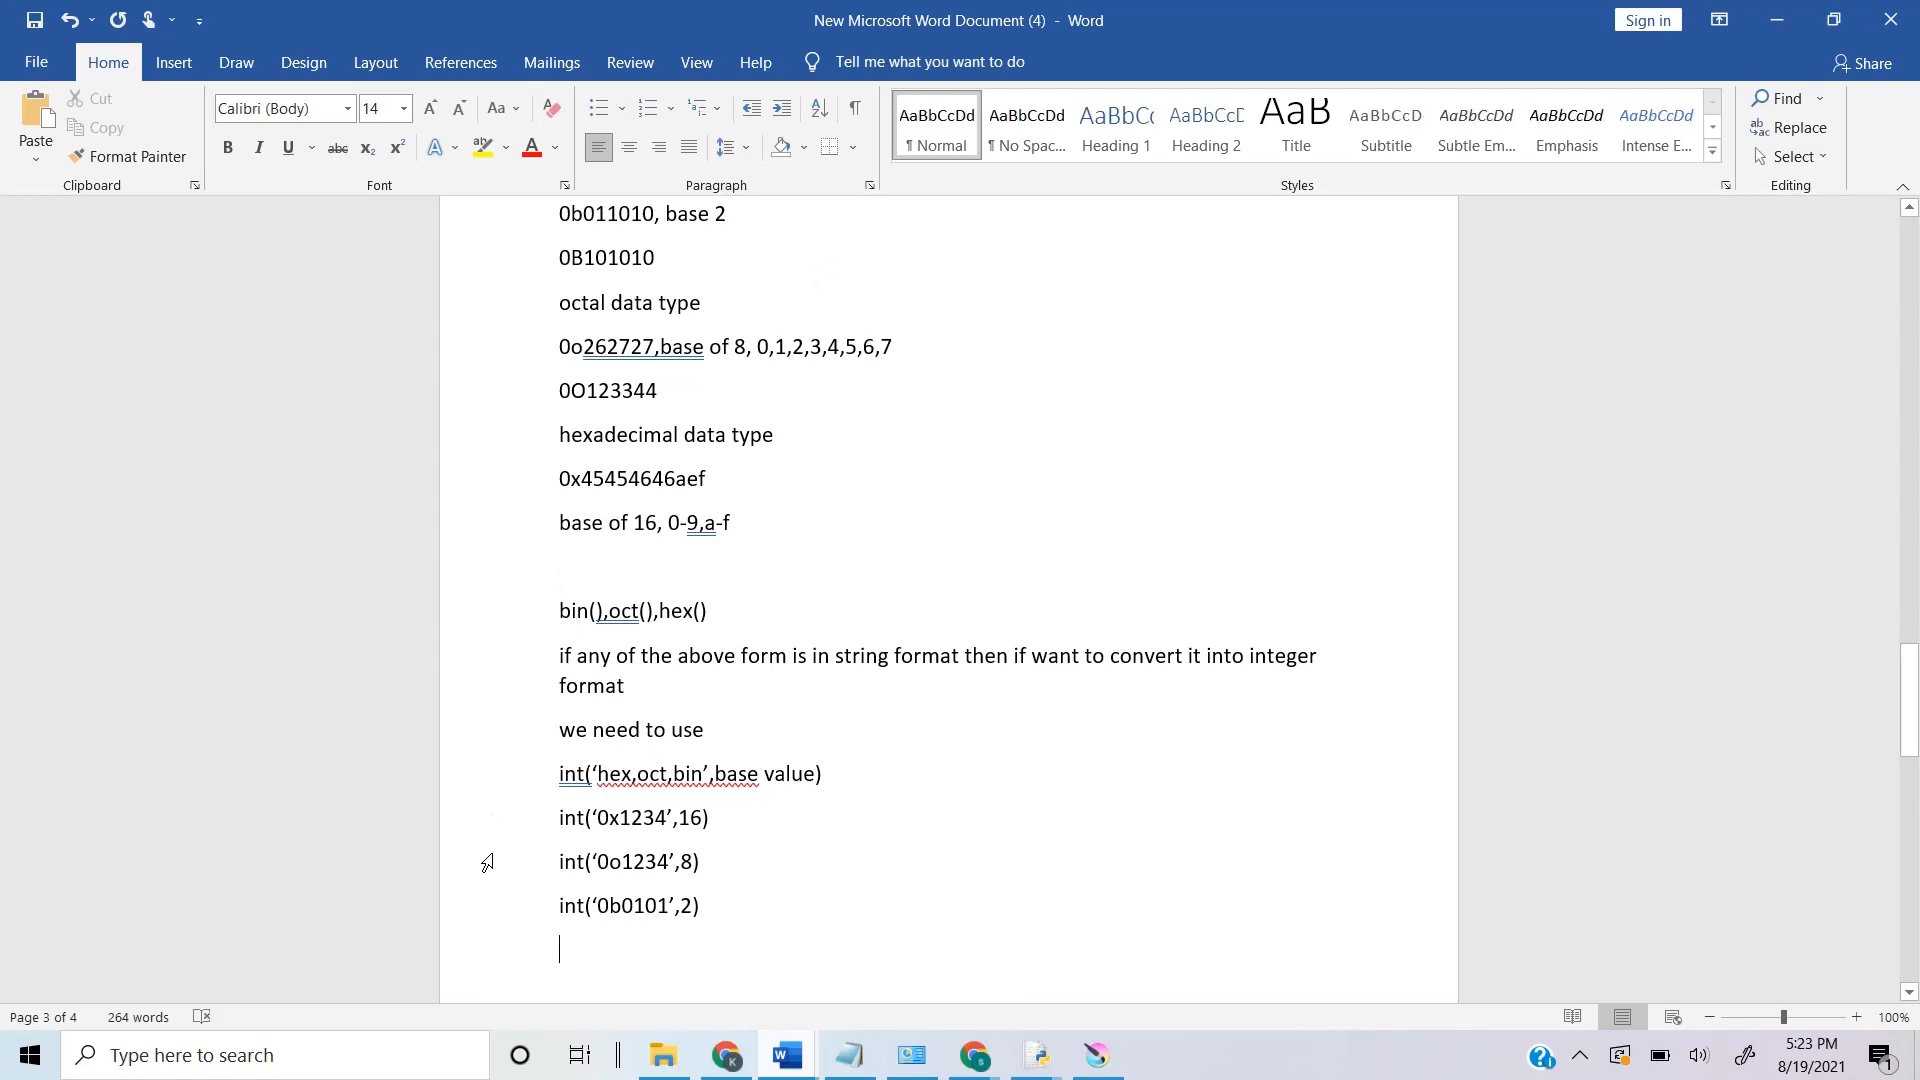 New Microsoft Word Document (4) - Word
Sign in
File Home Insert Draw Design Layout References Mailings Review View Help Tell me what you want to do Share
Paste
Cut
Copy
Format Painter
Clipboard
Calibri (Body) 14 Aa
B I U abc x₂ x² A ab A
Font
Paragraph
AaBbCcDd AaBbCcDd AaBbCc AaBbCcD AaB AaBbCcD AaBbCcDd AaBbCcDd AaBbCcDd
¶ Normal ¶ No Spac... Heading 1 Heading 2 Title Subtitle Subtle Em... Emphasis Intense E...
Styles
Find
Replace
Select
Editing
0b011010, base 2
0B101010
octal data type
0o262727,base of 8, 0,1,2,3,4,5,6,7
0O123344
hexadecimal data type
0x45454646aef
base of 16, 0-9,a-f
bin(),oct(),hex()
if any of the above form is in string format then if want to convert it into integer
format
we need to use
int(‘hex,oct,bin’,base value)
int(‘0x1234’,16)
int(‘0o1234’,8)
int(‘0b0101’,2)
Page 3 of 4 264 words 100%
Type here to search
5:23 PM
8/19/2021
1